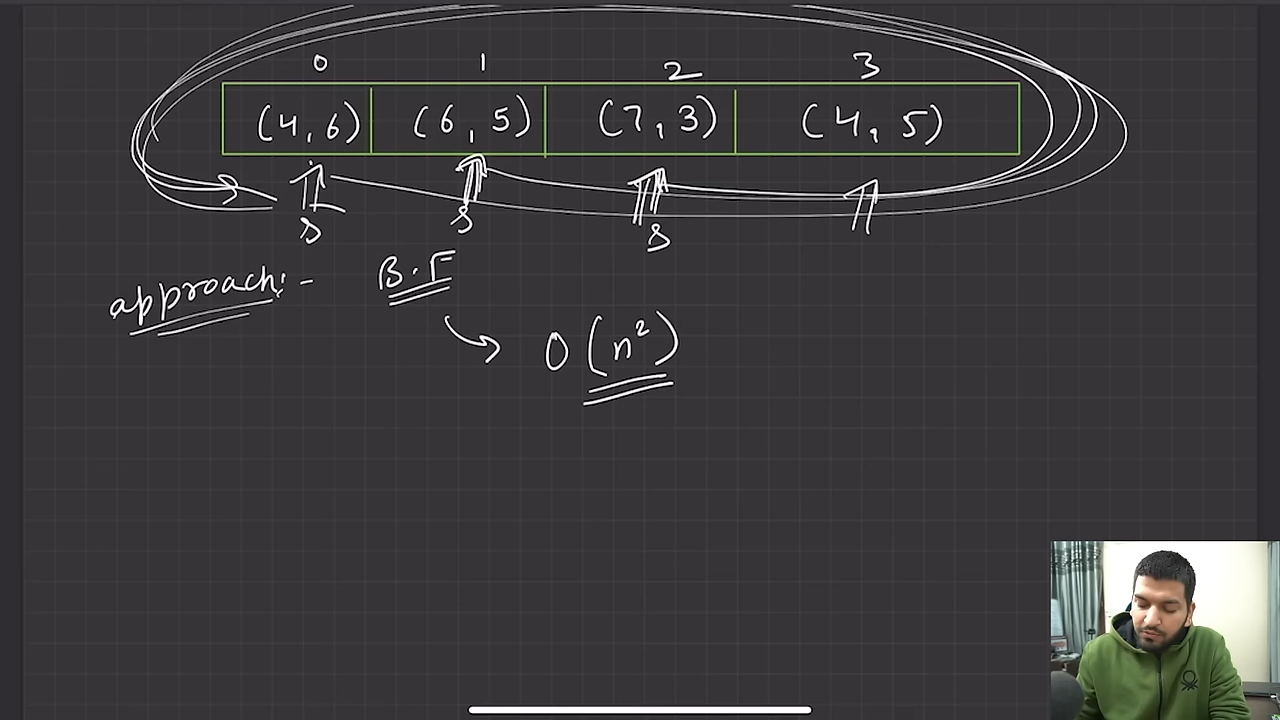 0 1 2 3
(4,6) (6,5) (7,3) (4,5)
s s s
approach:- B.F
O(n²)